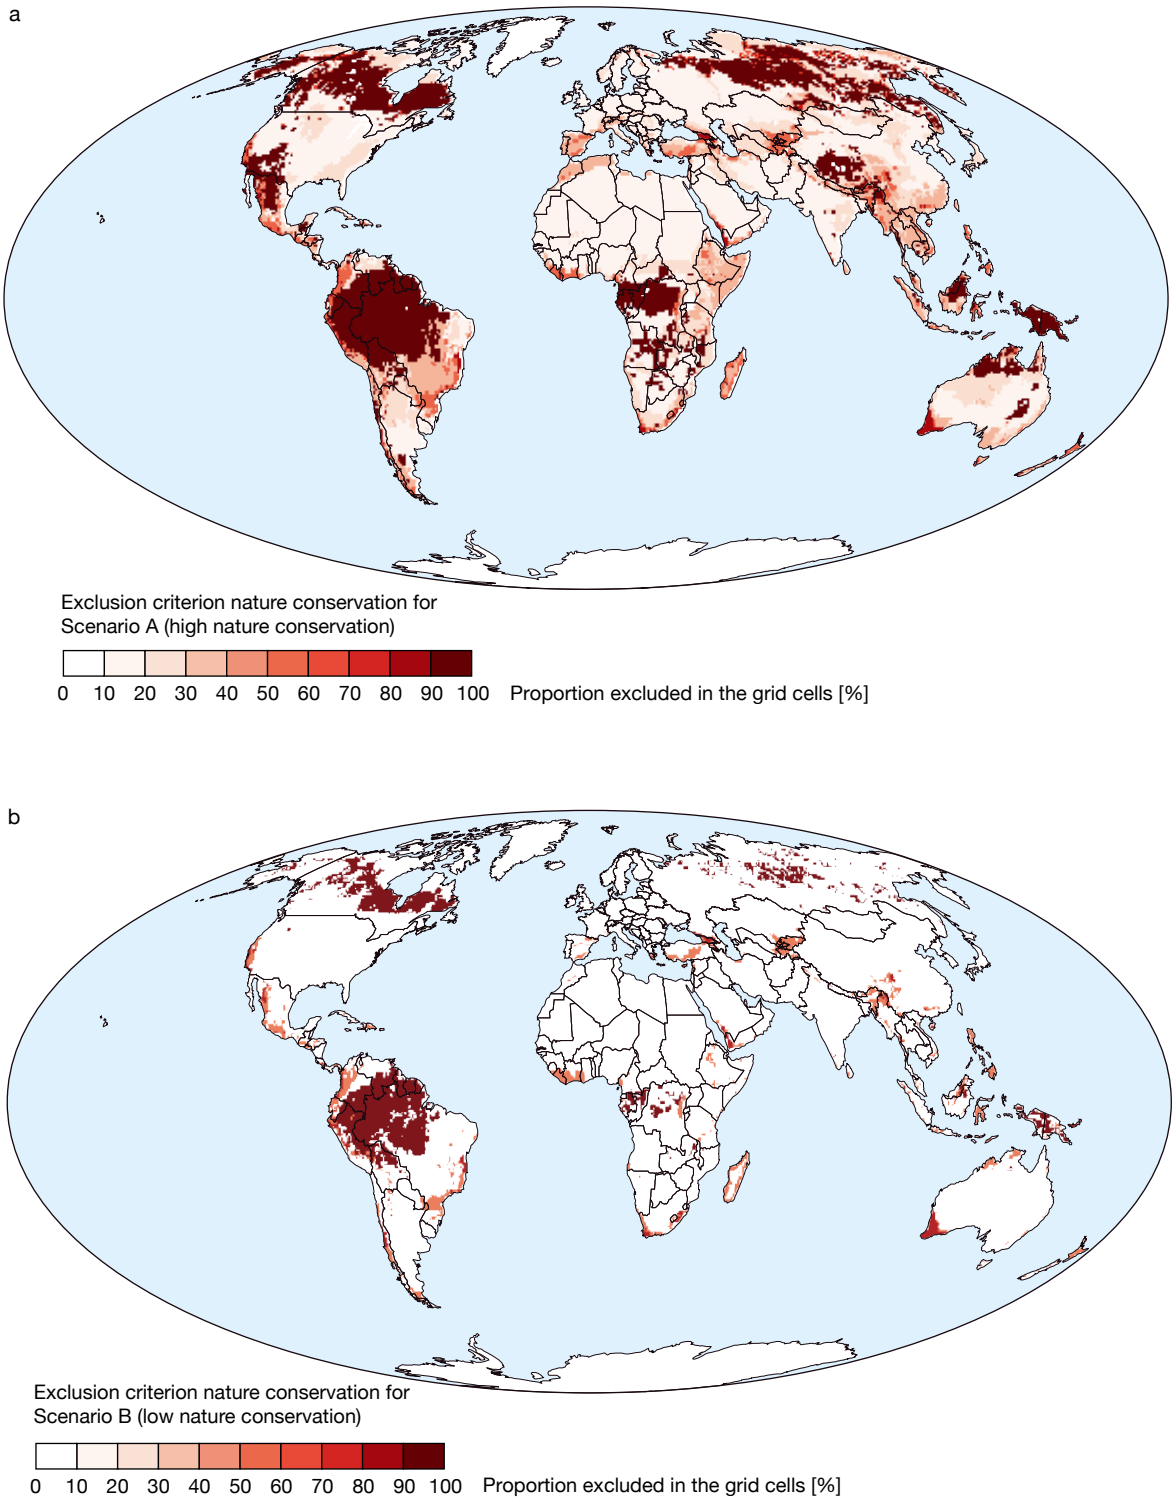 a
Exclusion criterion nature conservation for
Scenario A (high nature conservation)
0 10 20 30 40 50 60 70 80 90 100 Proportion excluded in the grid cells [%]
b
Exclusion criterion nature conservation for
Scenario B (low nature conservation)
0 10 20 30 40 50 60 70 80 90 100 Proportion excluded in the grid cells [%]